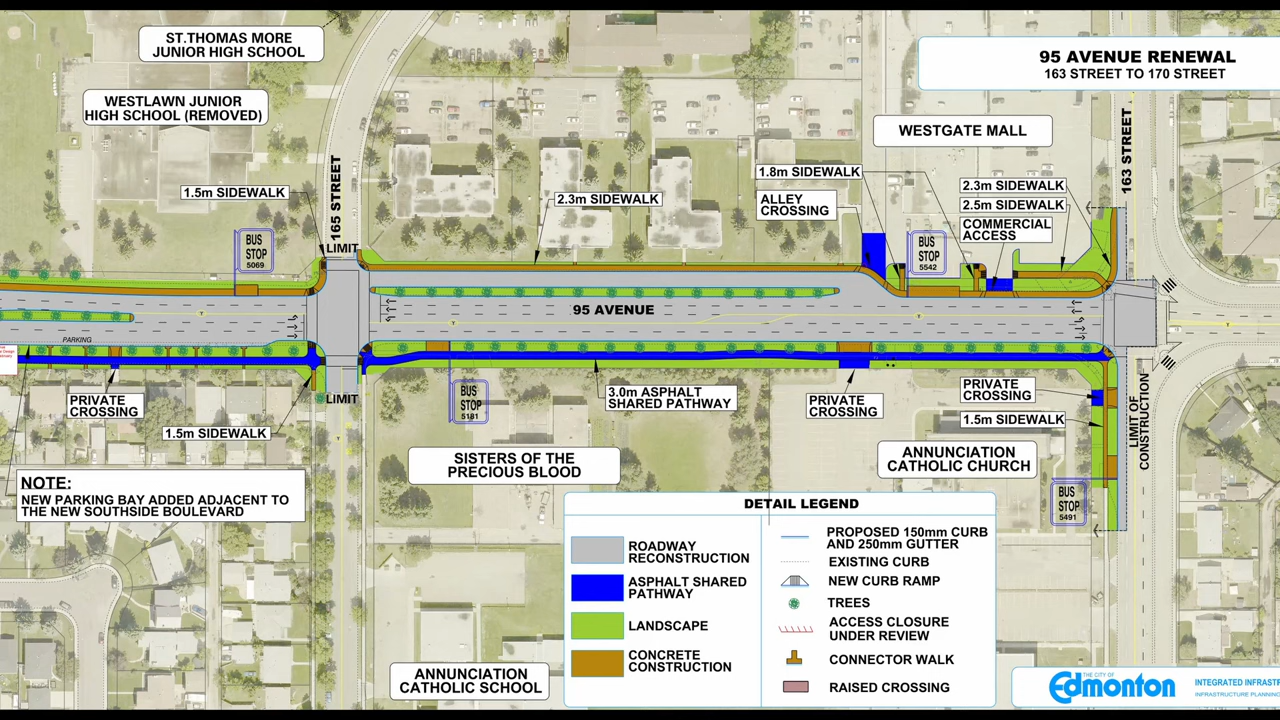 ST.THOMAS MORE
JUNIOR HIGH SCHOOL
95 AVENUE RENEWAL
163 STREET TO 170 STREET
WESTLAWN JUNIOR
HIGH SCHOOL (REMOVED)
WESTGATE MALL
163 STREET
165 STREET
1.5m SIDEWALK
2.3m SIDEWALK
1.8m SIDEWALK
ALLEY
CROSSING
2.3m SIDEWALK
2.5m SIDEWALK
COMMERCIAL
ACCESS
BUS
STOP
5069
LIMIT
BUS
STOP
5542
95 AVENUE
PARKING
PRIVATE
CROSSING
LIMIT
1.5m SIDEWALK
BUS
STOP
5181
3.0m ASPHALT
SHARED PATHWAY
PRIVATE
CROSSING
PRIVATE
CROSSING
1.5m SIDEWALK
LIMIT OF
CONSTRUCTION
SISTERS OF THE
PRECIOUS BLOOD
ANNUNCIATION
CATHOLIC CHURCH
BUS
STOP
5491
NOTE:
NEW PARKING BAY ADDED ADJACENT TO
THE NEW SOUTHSIDE BOULEVARD
DETAIL LEGEND
ROADWAY
RECONSTRUCTION
ASPHALT SHARED
PATHWAY
LANDSCAPE
CONCRETE
CONSTRUCTION
PROPOSED 150mm CURB
AND 250mm GUTTER
EXISTING CURB
NEW CURB RAMP
TREES
ACCESS CLOSURE
UNDER REVIEW
CONNECTOR WALK
RAISED CROSSING
ANNUNCIATION
CATHOLIC SCHOOL
THE CITY OF
Edmonton
INTEGRATED INFRAST
INFRASTRUCTURE PLANNING